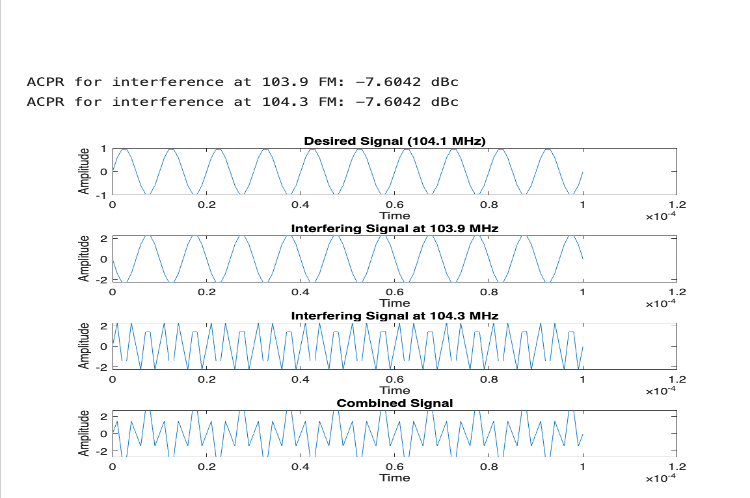 ACPR for interference at 103.9 FM: −7.6042 dBc
ACPR for interference at 104.3 FM: −7.6042 dBc
Desired Signal (104.1 MHz)
Amplitude
1
0
-1
0 0.2 0.4 0.6 0.8 1 1.2
Time
×10-4
Interfering Signal at 103.9 MHz
Amplitude
2
0
-2
0 0.2 0.4 0.6 0.8 1 1.2
Time
×10-4
Interfering Signal at 104.3 MHz
Amplitude
2
0
-2
0 0.2 0.4 0.6 0.8 1 1.2
Time
×10-4
Combined Signal
Amplitude
2
0
-2
0 0.2 0.4 0.6 0.8 1 1.2
Time
×10-4